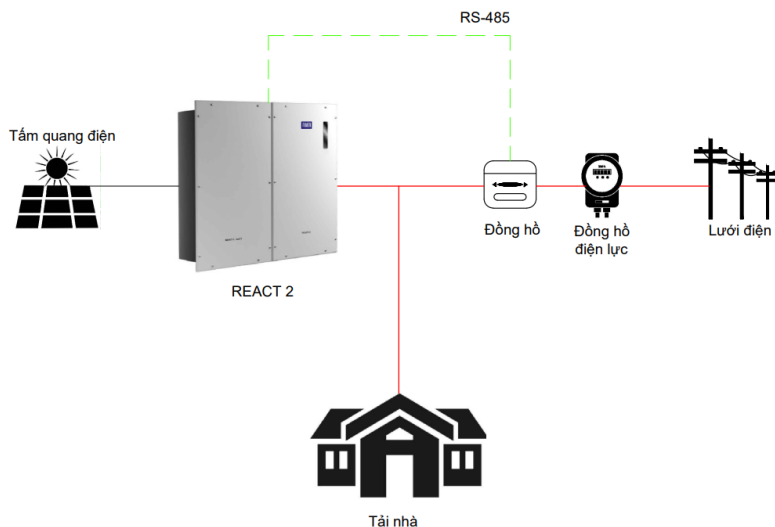 RS-485
Tấm quang điện
REACT 2
Đồng hồ
Đồng hồ
điện lực
Lưới điện
Tải nhà